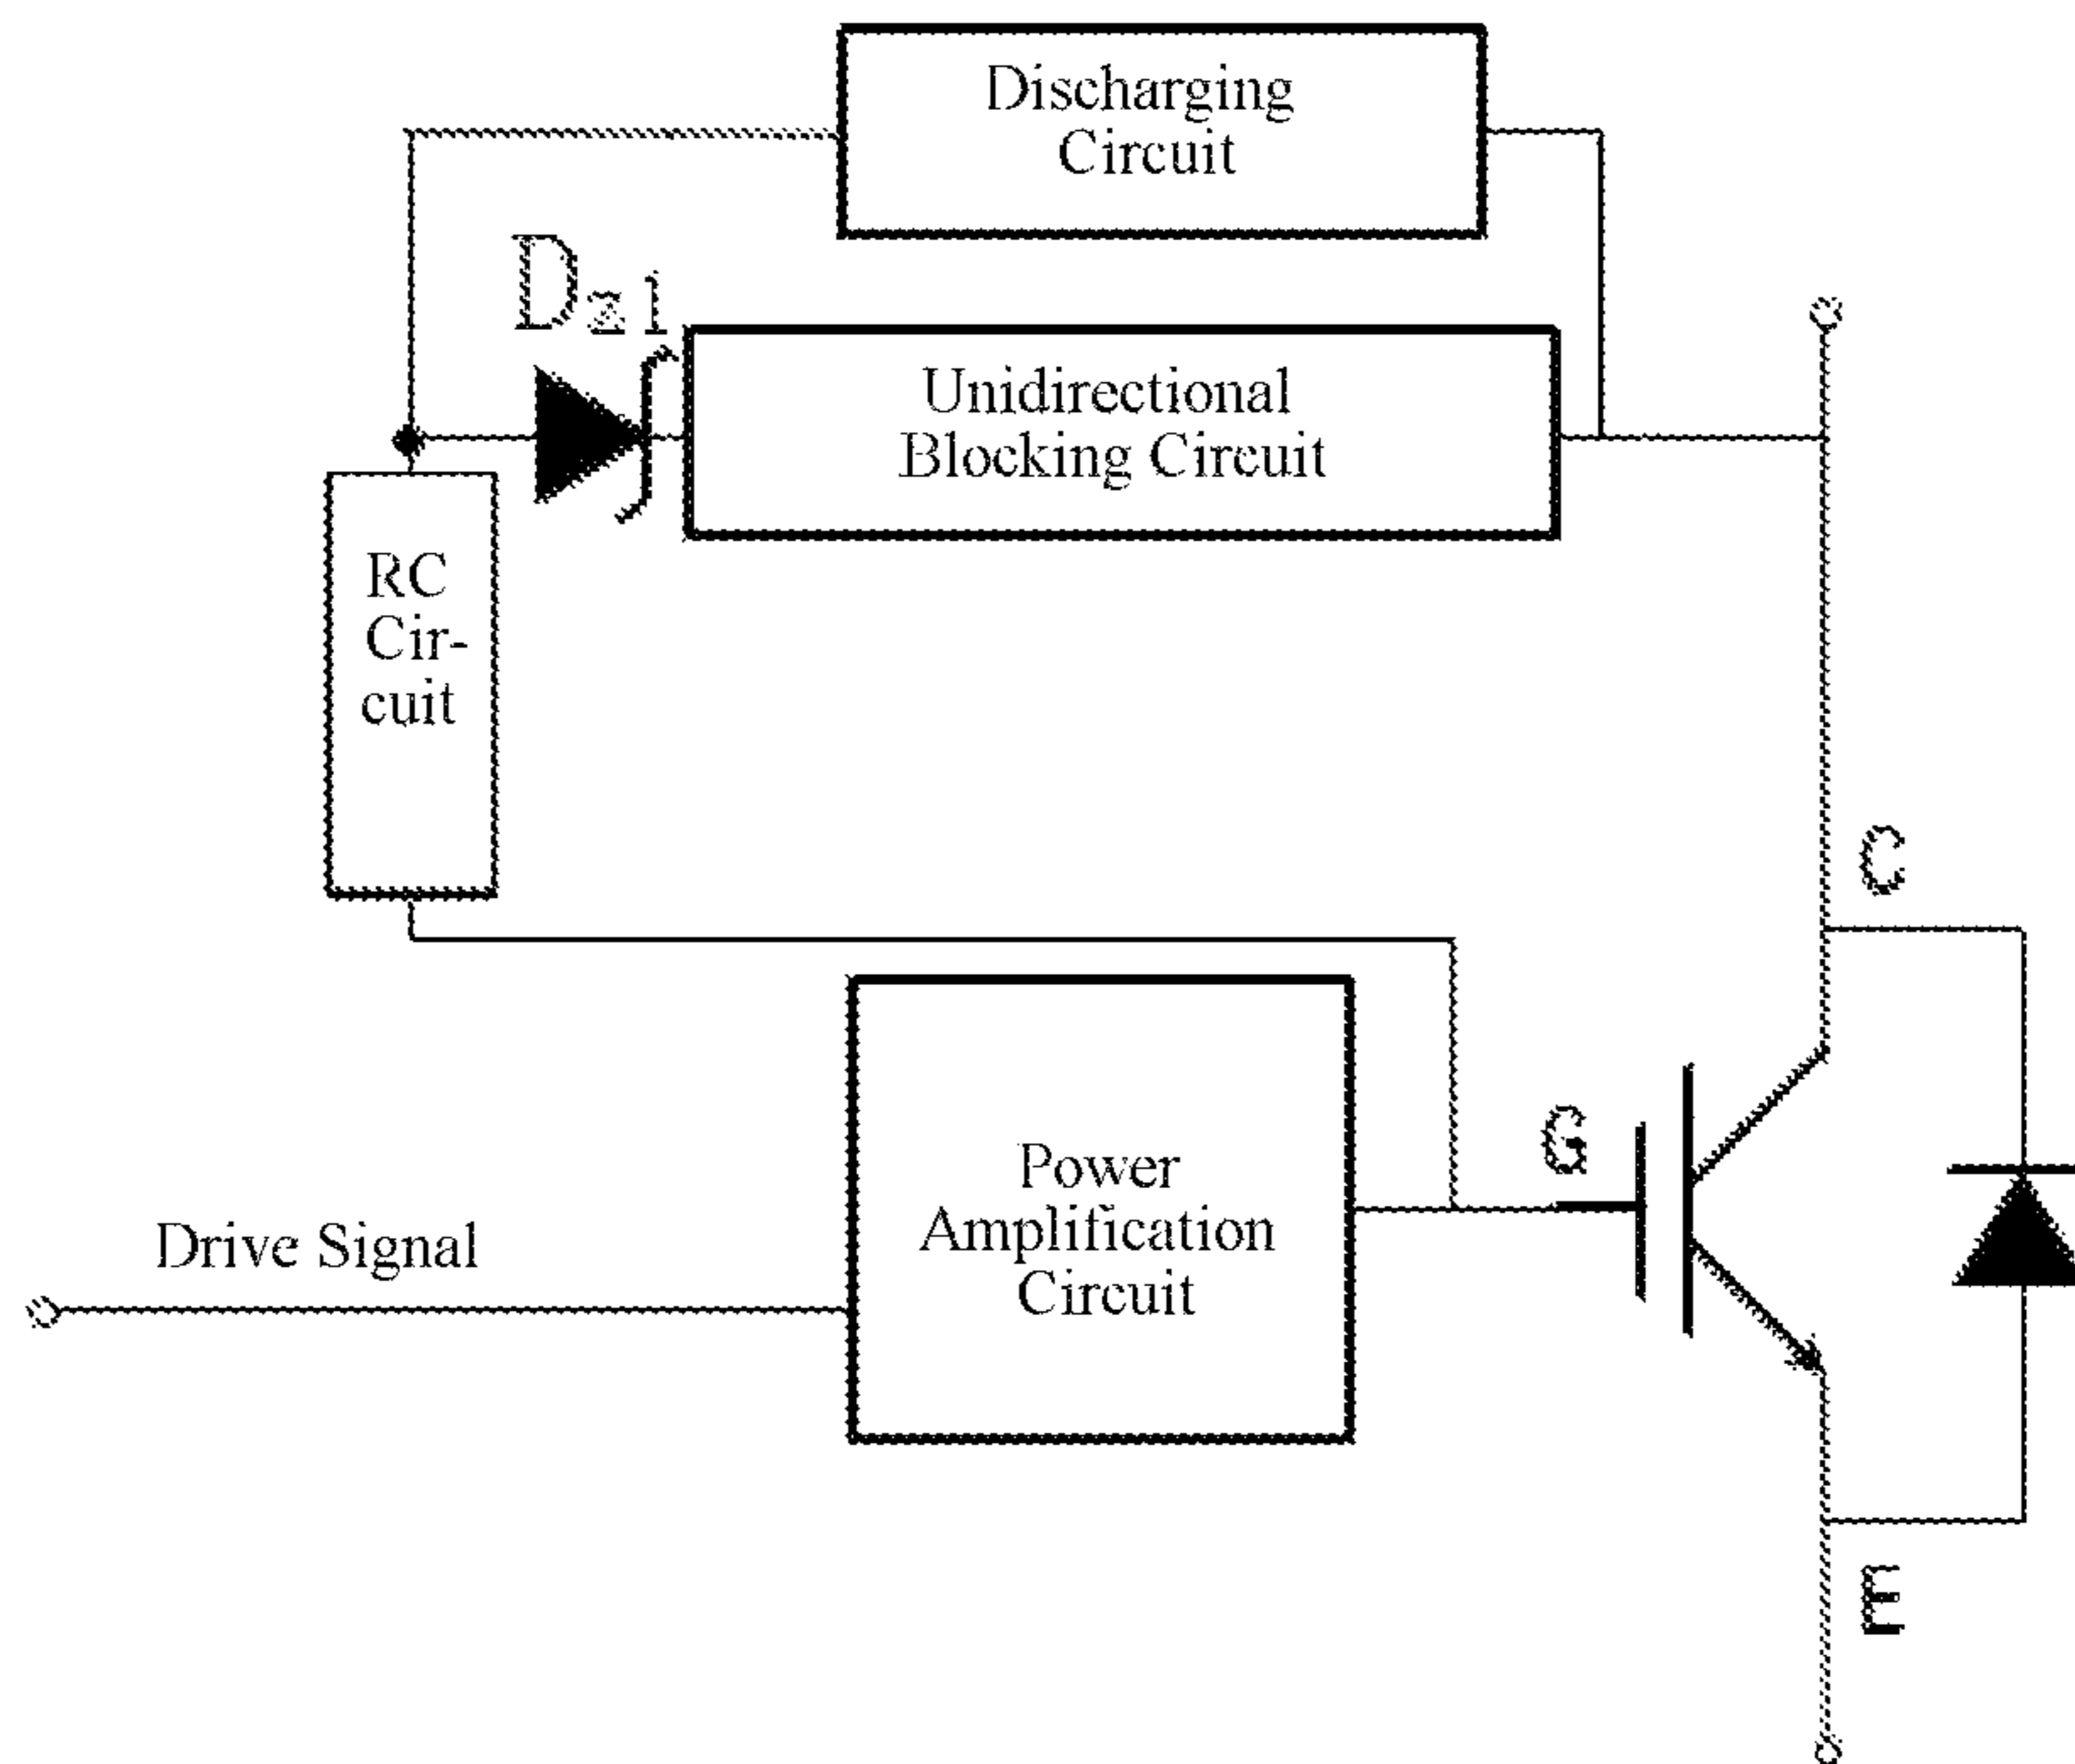 Discharging
Circuit
Dz1
Unidirectional
Blocking Circuit
RC
Cir-
cuit
C
G
Power
Amplification
Circuit
Drive Signal
E